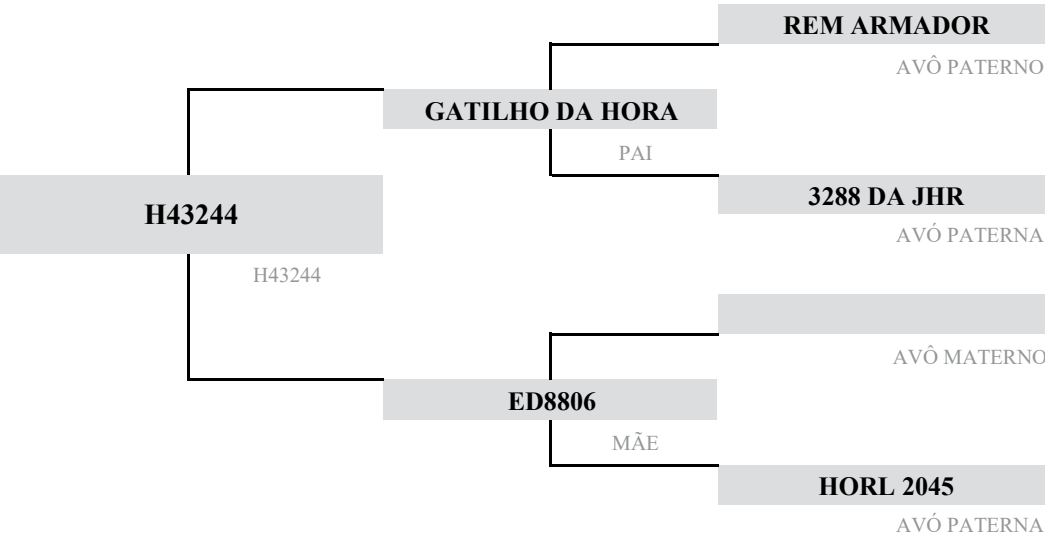 REM ARMADOR
AVÔ PATERNO
GATILHO DA HORA
PAI
3288 DA JHR
AVÓ PATERNA
H43244
H43244
AVÔ MATERNO
ED8806
MÃE
HORL 2045
AVÓ PATERNA